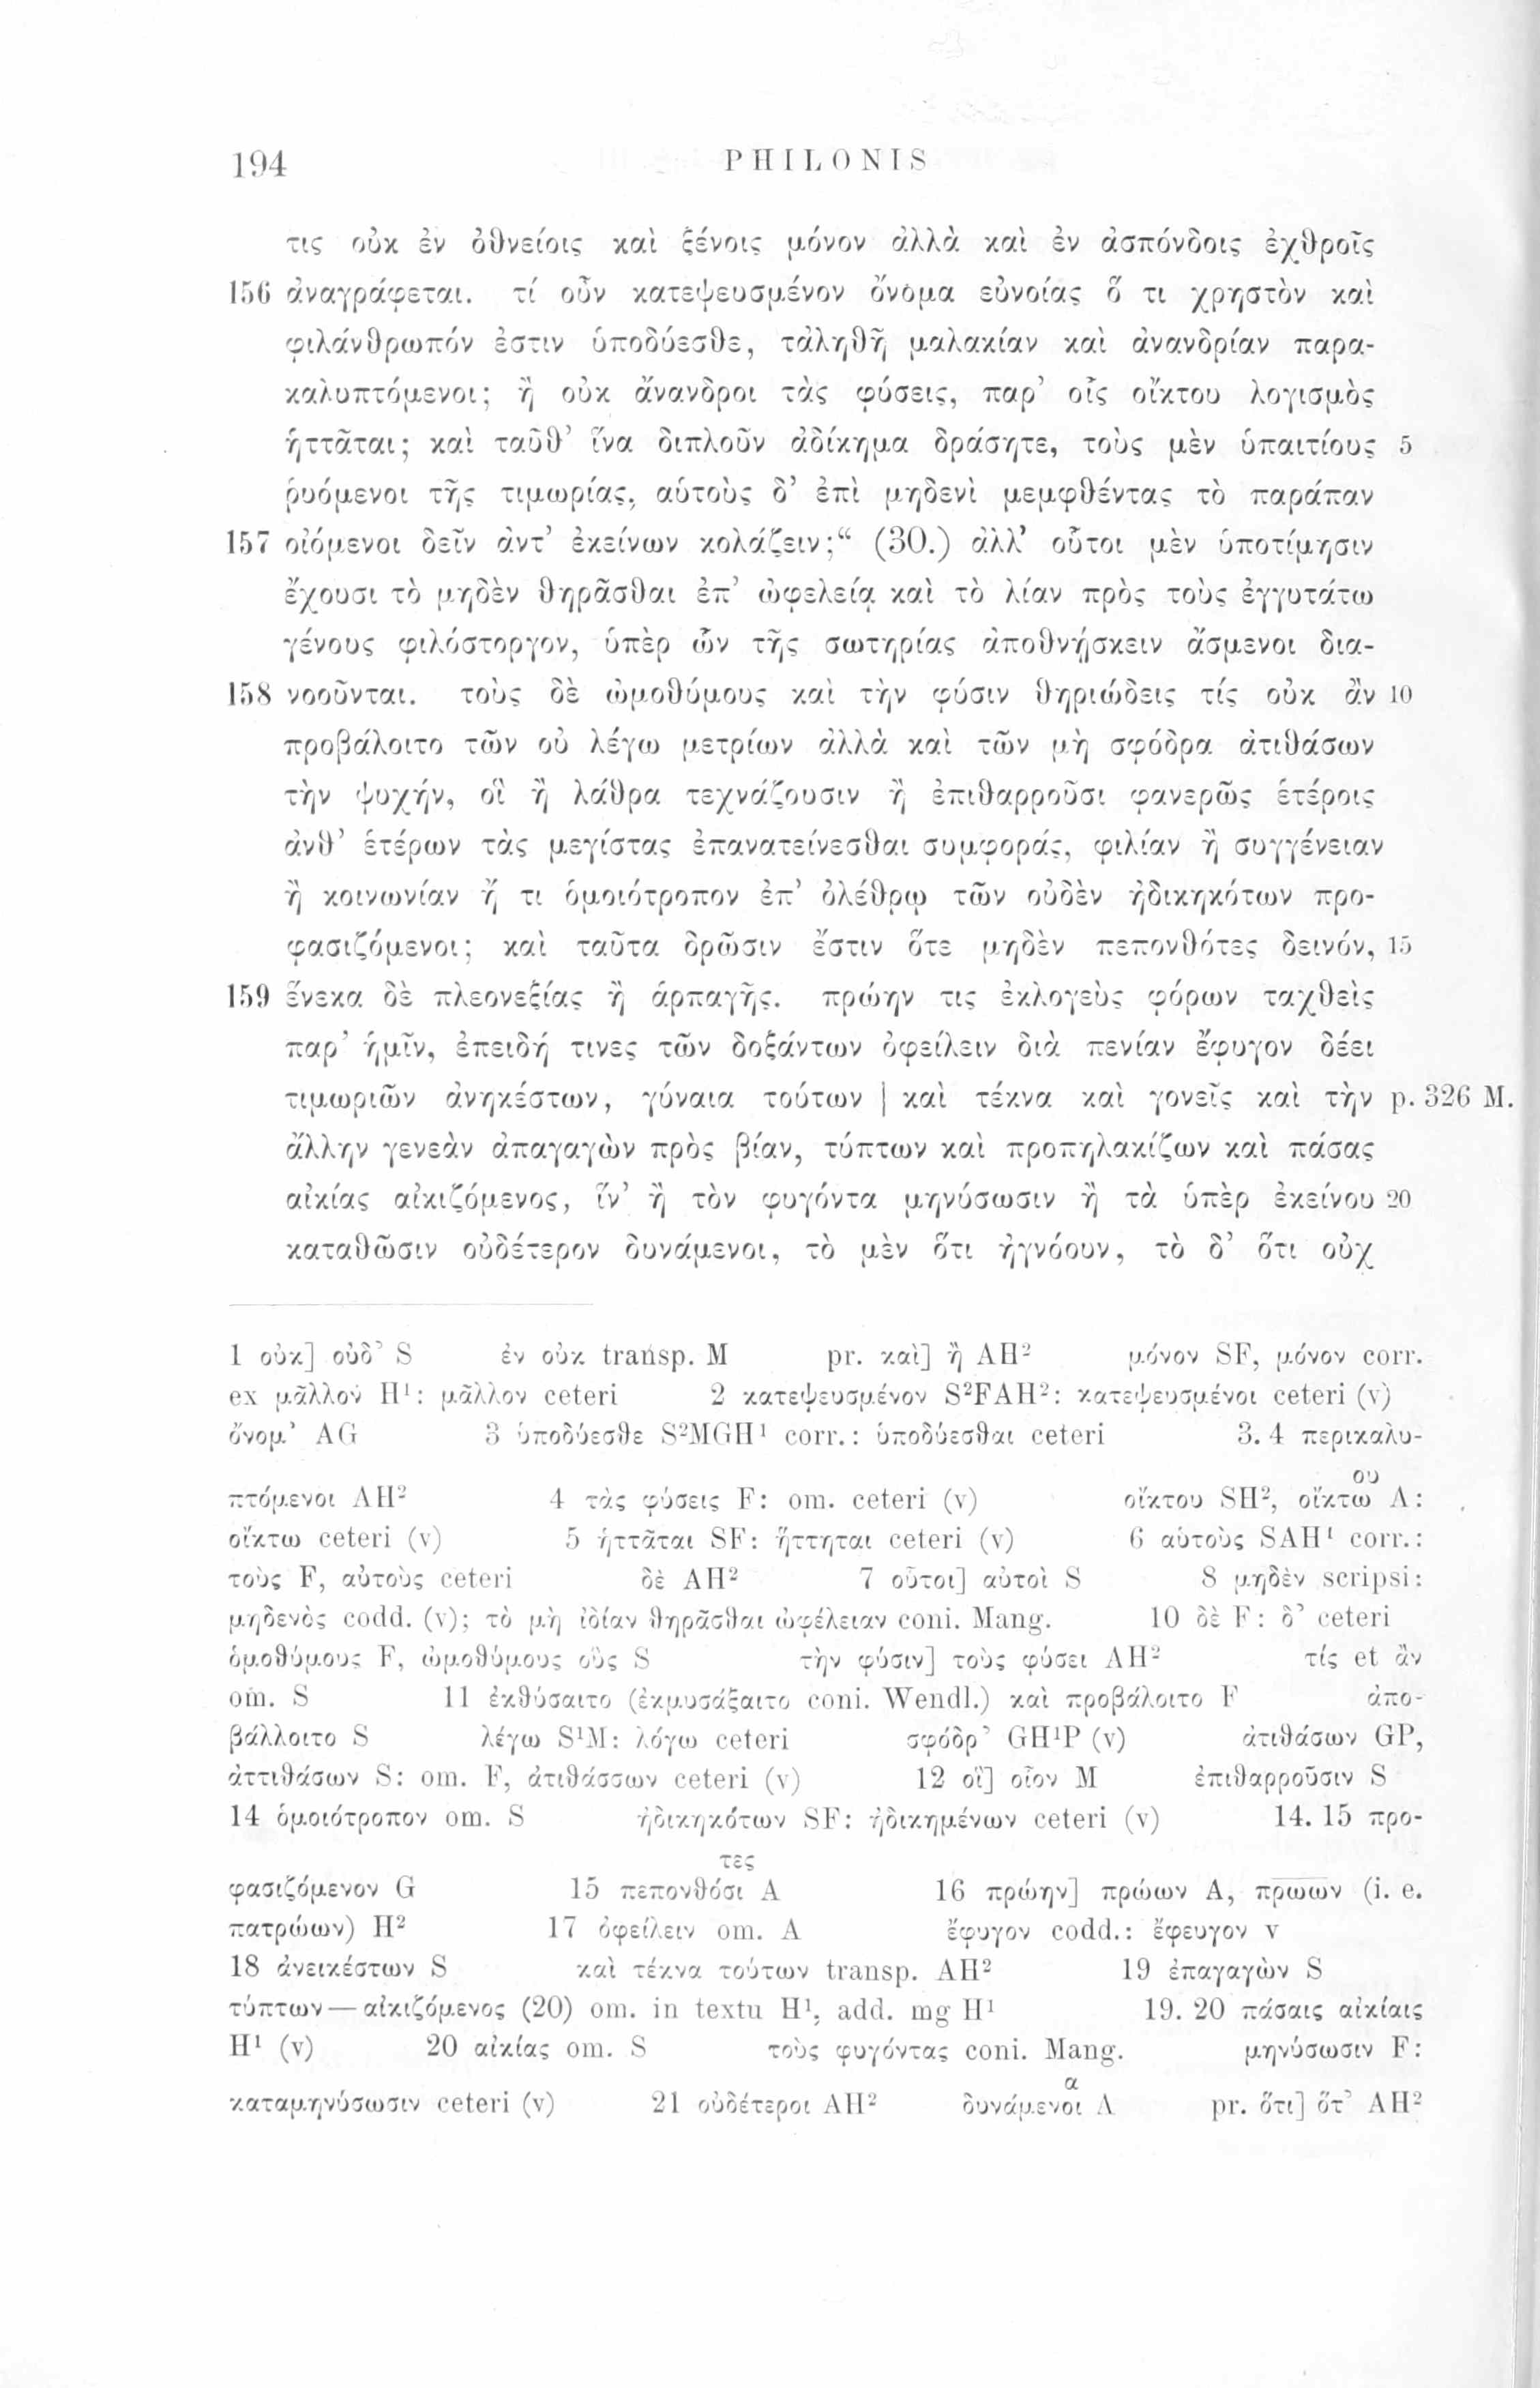 194 PHILONIS
τις οὐκ ἐν ὀθνείοις καὶ ξένοις μόνον ἀλλὰ καὶ ἐν ἀσπόνδοις ἐχθροῖς
156 ἀναγράφεται. τί οὖν κατεψευσμένον ὄνομα εὐνοίας ὅ τι χρηστὸν καὶ
φιλάνθρωπόν ἐστιν ὑποδύεσθε, τἀληθῆ μαλακίαν καὶ ἀνανδρίαν παρα-
καλυπτόμενοι; ἢ οὐκ ἄνανδροι τὰς φύσεις, παρ’ οἷς οἴκτου λογισμὸς
ἡττᾶται; καὶ ταῦθ’ ἵνα διπλοῦν ἀδίκημα δράσητε, τοὺς μὲν ὑπαιτίους 5
ῥυόμενοι τῆς τιμωρίας, αὑτοὺς δ’ ἐπὶ μηδενὶ μεμφθέντας τὸ παράπαν
157 οἰόμενοι δεῖν ἀντ’ ἐκείνων κολάζειν;“ (30.) ἀλλ’ οὗτοι μὲν ὑποτίμησιν
ἔχουσι τὸ μηδὲν θηρᾶσθαι ἐπ’ ὠφελείᾳ καὶ τὸ λίαν πρὸς τοὺς ἐγγυτάτω
γένους φιλόστοργον, ὑπὲρ ὧν τῆς σωτηρίας ἀποθνῄσκειν ἄσμενοι δια-
158 νοοῦνται. τοὺς δὲ ὠμοθύμους καὶ τὴν φύσιν θηριώδεις τίς οὐκ ἂν 10
προβάλοιτο τῶν οὐ λέγω μετρίων ἀλλὰ καὶ τῶν μὴ σφόδρα ἀτιθάσων
τὴν ψυχήν, οἳ ἢ λάθρα τεχνάζουσιν ἢ ἐπιθαρροῦσι φανερῶς ἑτέροις
ἀνθ’ ἑτέρων τὰς μεγίστας ἐπανατείνεσθαι συμφοράς, φιλίαν ἢ συγγένειαν
ἢ κοινωνίαν ἤ τι ὁμοιότροπον ἐπ’ ὀλέθρῳ τῶν οὐδὲν ἠδικηκότων προ-
φασιζόμενοι; καὶ ταῦτα δρῶσιν ἔστιν ὅτε μηδὲν πεπονθότες δεινόν, 15
159 ἕνεκα δὲ πλεονεξίας ἢ ἁρπαγῆς. πρώην τις ἐκλογεὺς φόρων ταχθεὶς
παρ’ ἡμῖν, ἐπειδή τινες τῶν δοξάντων ὀφείλειν διὰ πενίαν ἔφυγον δέει
τιμωριῶν ἀνηκέστων, γύναια τούτων | καὶ τέκνα καὶ γονεῖς καὶ τὴν p. 326 M.
ἄλλην γενεὰν ἀπαγαγὼν πρὸς βίαν, τύπτων καὶ προπηλακίζων καὶ πάσας
αἰκίας αἰκιζόμενος, ἵν’ ἢ τὸν φυγόντα μηνύσωσιν ἢ τὰ ὑπὲρ ἐκείνου 20
καταθῶσιν οὐδέτερον δυνάμενοι, τὸ μὲν ὅτι ἠγνόουν, τὸ δ’ ὅτι οὐχ
1 οὐκ] οὐδ’ S ἐν οὐκ transp. M pr. καὶ] ἢ AH² μόνον SF, μόνον corr.
ex μᾶλλον H¹: μᾶλλον ceteri 2 κατεψευσμένον S²FAH²: κατεψευσμένοι ceteri (v)
ὄνομ’ AG 3 ὑποδύεσθε S²MGH¹ corr.: ὑποδύεσθαι ceteri 3. 4 περικαλυ-
πτόμενοι AH² 4 τὰς φύσεις F: om. ceteri (v) οἴκτου SH², οἴκτωου A:
οἴκτω ceteri (v) 5 ἡττᾶται SF: ἥττηται ceteri (v) 6 αὑτοὺς SAH¹ corr.:
τοὺς F, αὐτοὺς ceteri δὲ AH² 7 οὗτοι] αὐτοὶ S 8 μηδὲν scripsi:
μηδενὸς codd. (v); τὸ μὴ ἰδίαν θηρᾶσθαι ὠφέλειαν coni. Mang. 10 δὲ F: δ’ ceteri
ὁμοθύμους F, ὠμοθύμους οὓς S τὴν φύσιν] τοὺς φύσει AH² τίς et ἂν
om. S 11 ἐκθύσαιτο (ἐκμυσάξαιτο coni. Wendl.) καὶ προβάλοιτο F ἀπο-
βάλλοιτο S λέγω S¹M: λόγω ceteri σφόδρ’ GH¹P (v) ἀτιθάσων GP,
ἀττιθάσων S: om. F, ἀτιθάσσων ceteri (v) 12 οἳ] οἷον M ἐπιθαρροῦσιν S
14 ὁμοιότροπον om. S ἠδικηκότων SF: ἠδικημένων ceteri (v) 14. 15 προ-
φασιζόμενον G 15 πεπονθόσιτες A 16 πρώην] πρώων A, πρωων (i. e.
πατρώων) H² 17 ὀφείλειν om. A ἔφυγον codd.: ἔφευγον v
18 ἀνεικέστων S καὶ τέκνα τούτων transp. AH² 19 ἐπαγαγὼν S
τύπτων — αἰκιζόμενος (20) om. in textu H¹, add. mg H¹ 19. 20 πάσαις αἰκίαις
H¹ (v) 20 αἰκίας om. S τοὺς φυγόντας coni. Mang. μηνύσωσιν F:
καταμηνύσωσιν ceteri (v) 21 οὐδέτεροι AH² δυνάμενοια A pr. ὅτι] ὅτ’ AH²